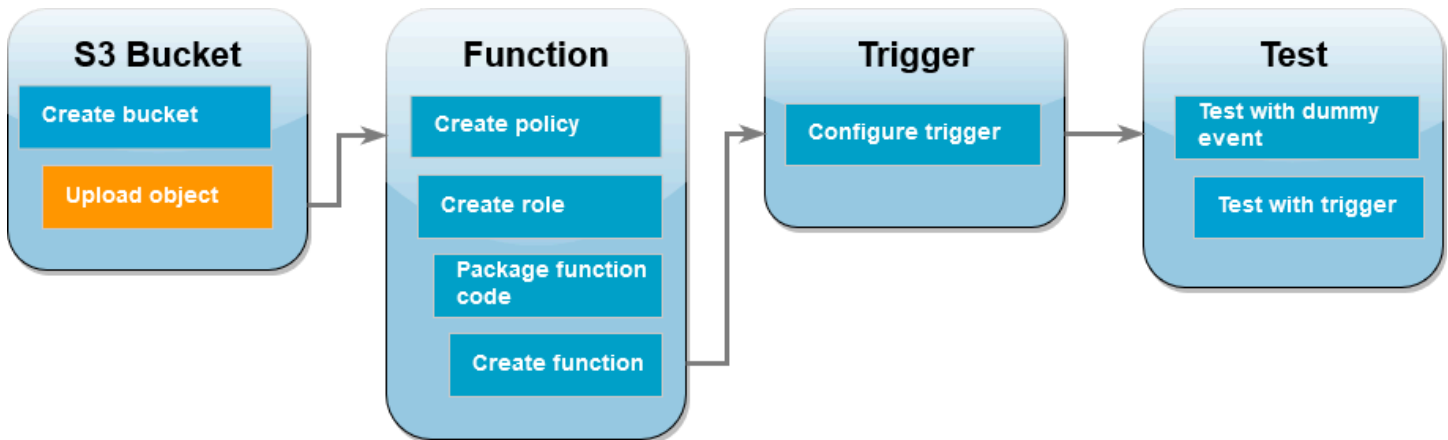 S3 Bucket
Create bucket
Upload object
Function
Create policy
Create role
Package function
code
Create function
Trigger
Configure trigger
Test
Test with dummy
event
Test with trigger